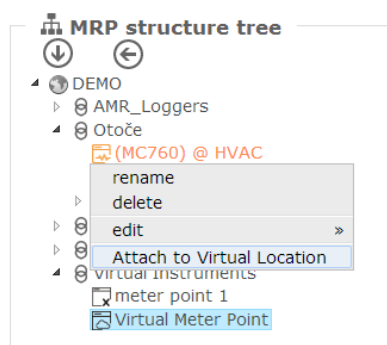 MRP structure tree
DEMO
AMR_Loggers
Otoče
(MC760) @ HVAC
rename
delete
edit »
Attach to Virtual Location
Virtual Instruments
meter point 1
Virtual Meter Point